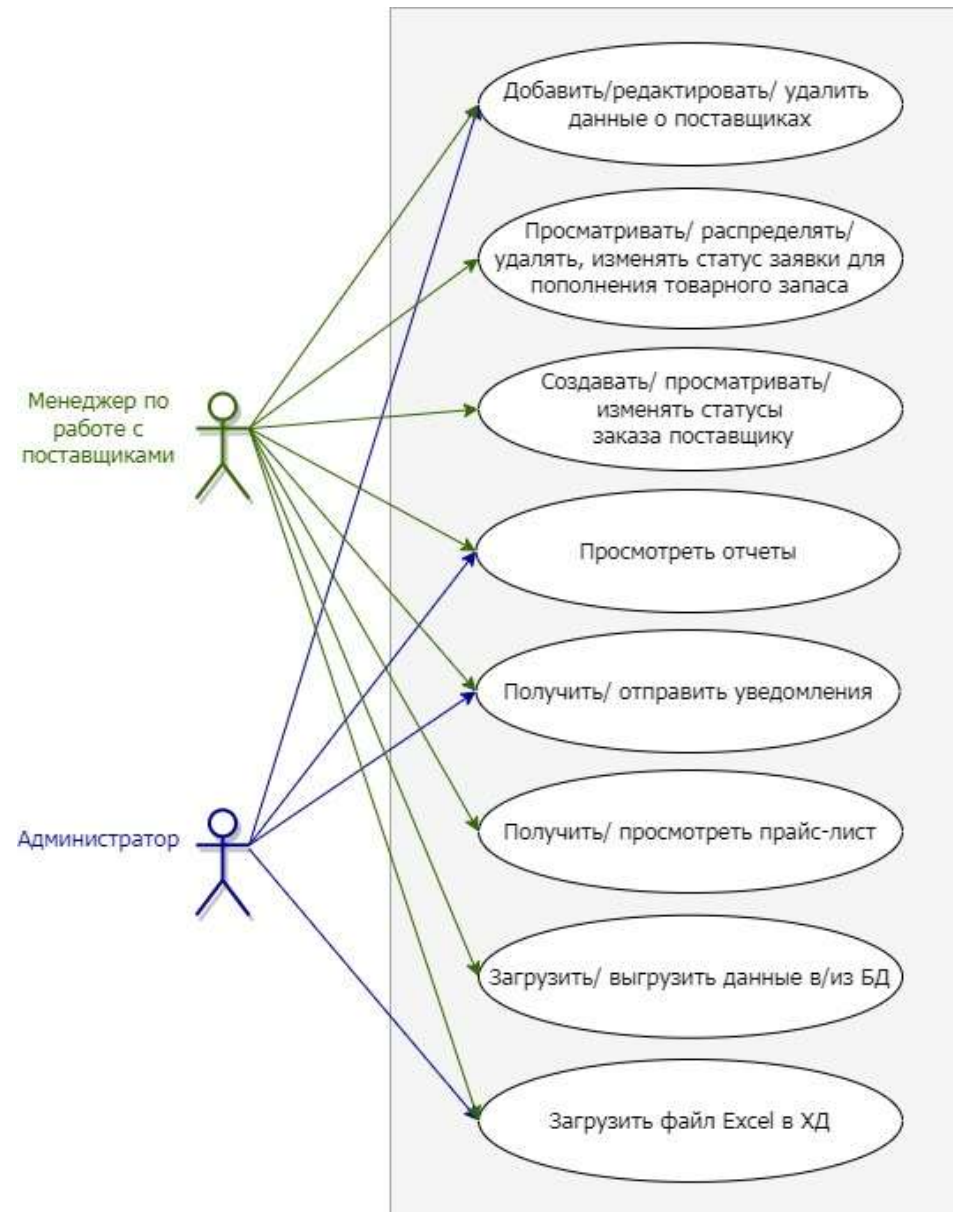 Добавить/редактировать/ удалить
данные о поставщиках
Просматривать/ распределять/
удалять, изменять статус заявки для
пополнения товарного запаса
Создавать/ просматривать/
изменять статусы
заказа поставщику
Менеджер по
работе с
поставщиками
Просмотреть отчеты
Получить/ отправить уведомления
Получить/ просмотреть прайс-лист
Администратор
Загрузить/ выгрузить данные в/из БД
Загрузить файл Excel в ХД